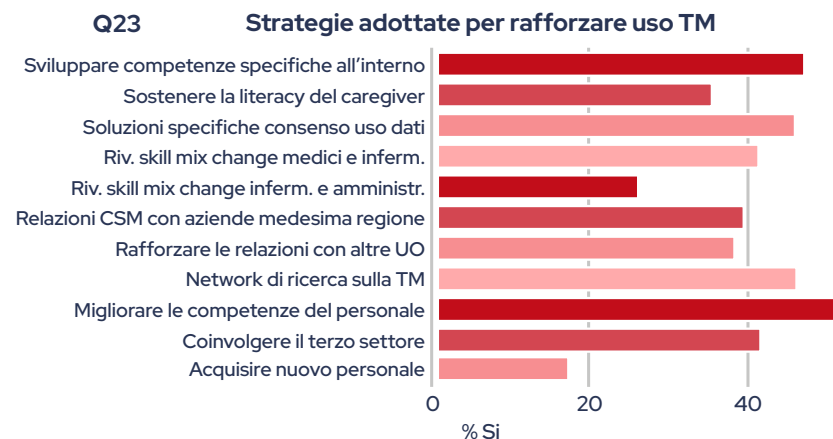 Q23 Strategie adottate per rafforzare uso TM
Sviluppare competenze specifiche all’interno
Sostenere la literacy del caregiver
Soluzioni specifiche consenso uso dati
Riv. skill mix change medici e inferm.
Riv. skill mix change inferm. e amministr.
Relazioni CSM con aziende medesima regione
Rafforzare le relazioni con altre UO
Network di ricerca sulla TM
Migliorare le competenze del personale
Coinvolgere il terzo settore
Acquisire nuovo personale
0 20 40
% Si